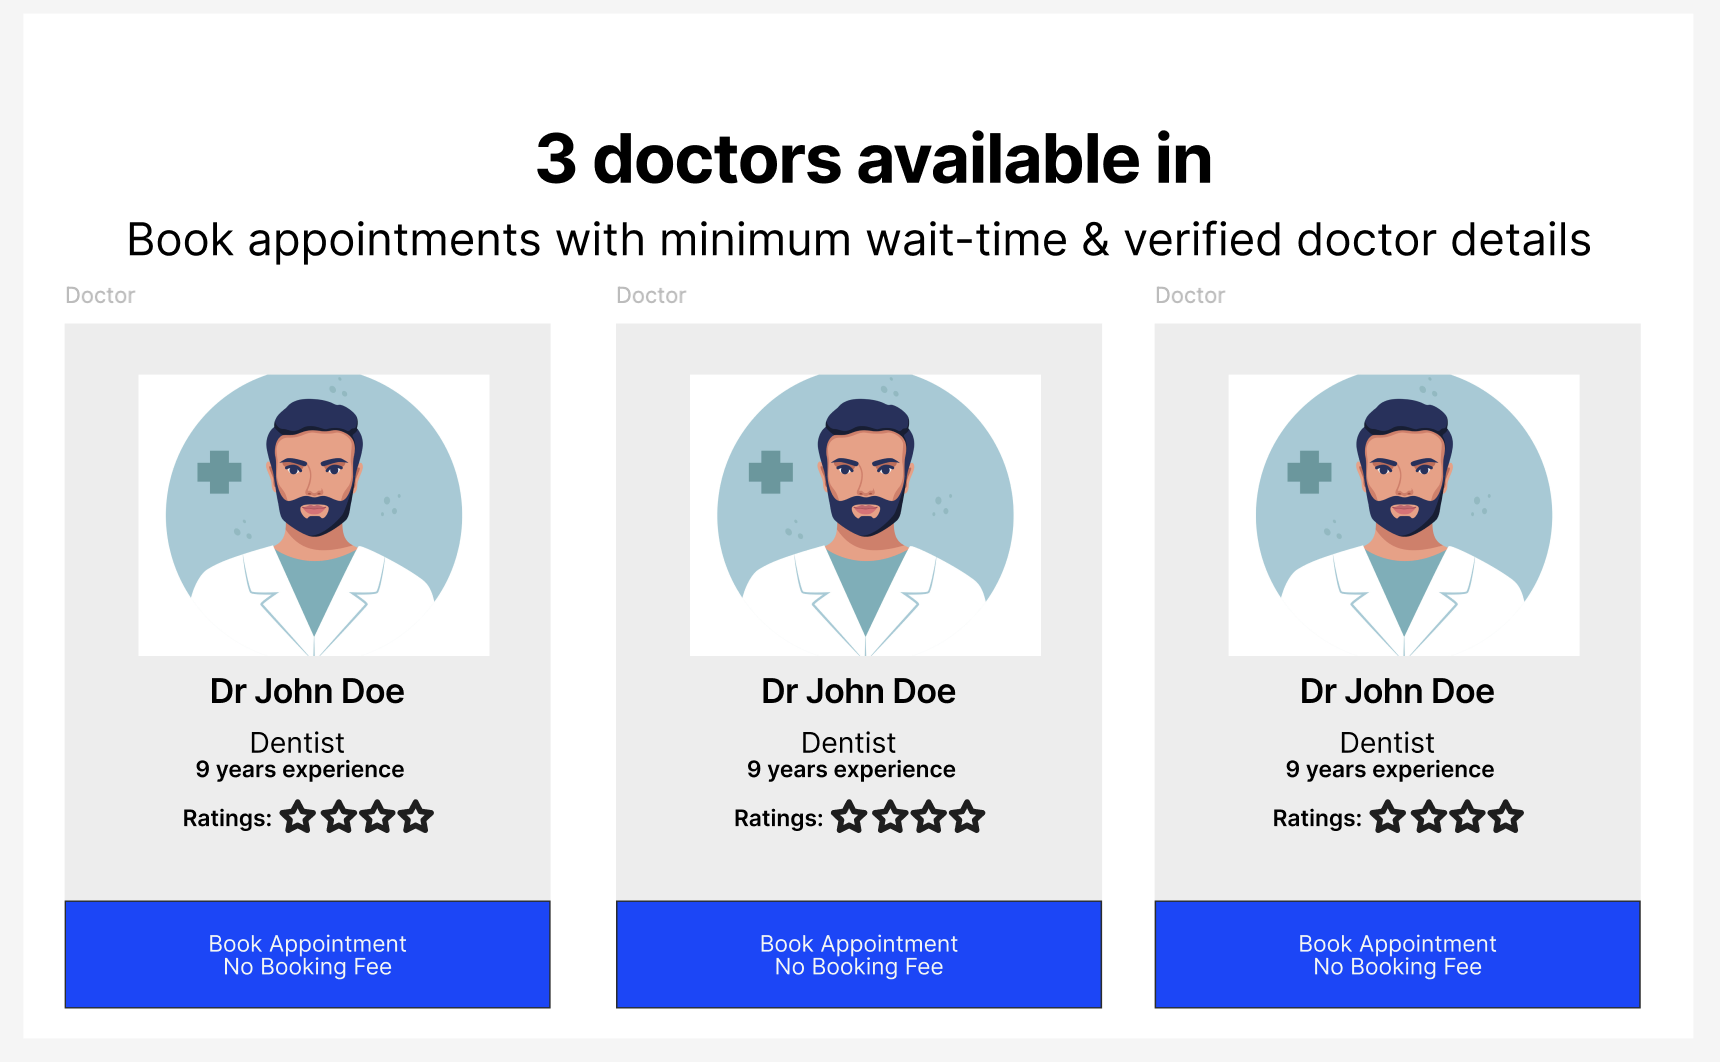 3 doctors available in
Book appointments with minimum wait-time & verified doctor details
Doctor
Doctor
Doctor
Dr John Doe
Dentist
9 years experience
Ratings:
Book Appointment
No Booking Fee
Dr John Doe
Dentist
9 years experience
Ratings:
Book Appointment
No Booking Fee
Dr John Doe
Dentist
9 years experience
Ratings:
Book Appointment
No Booking Fee